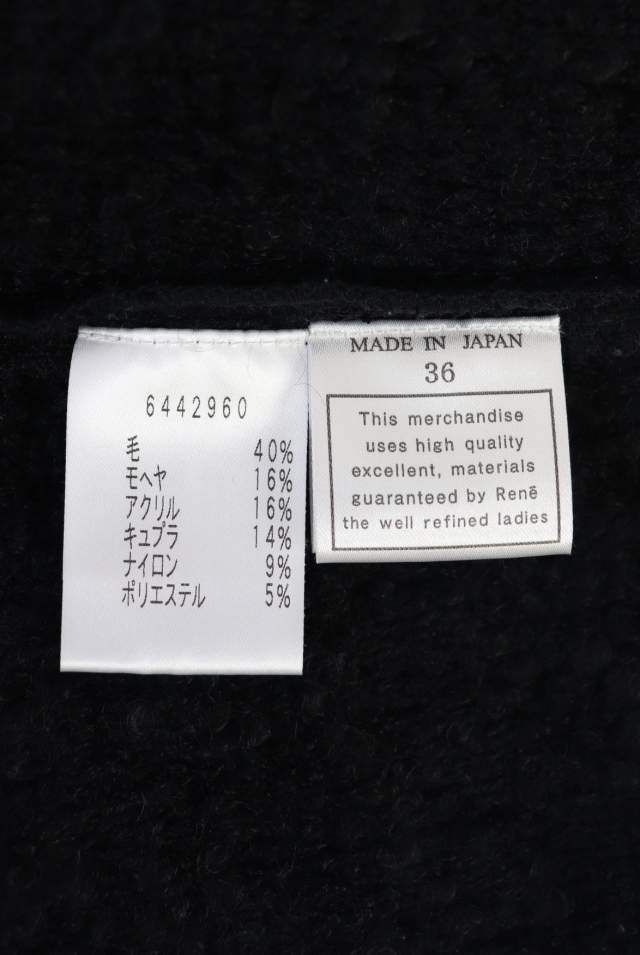 6442960
毛 40%
モヘヤ 16%
アクリル 16%
キュプラ 14%
ナイロン 9%
ポリエステル 5%
MADE IN JAPAN
36
This merchandise
uses high quality
excellent, materials
guaranteed by Renē
the well refined ladies